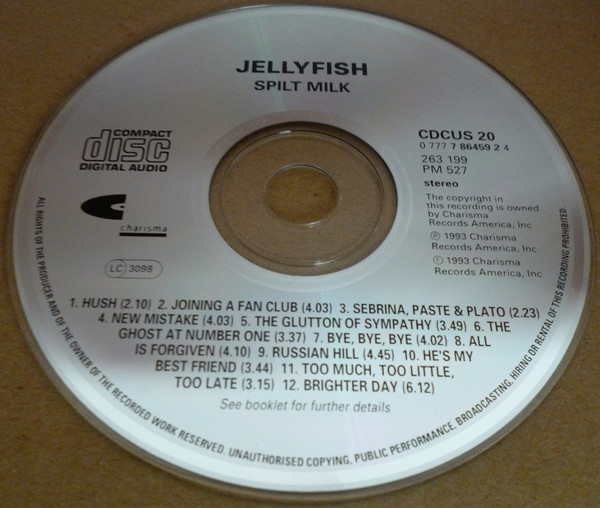 JELLYFISH
SPILT MILK
COMPACT
disc
DIGITAL AUDIO
charisma
LC 3098
CDCUS 20
0 777 7 86459 2 4
263 199
PM 527
stereo
The copyright in
this recording is owned
by Charisma
Records America, Inc
℗ 1993 Charisma
Records America, Inc
© 1993 Charisma
Records America, Inc
1. HUSH (2.10) 2. JOINING A FAN CLUB (4.03) 3. SEBRINA, PASTE & PLATO (2.23)
4. NEW MISTAKE (4.03) 5. THE GLUTTON OF SYMPATHY (3.49) 6. THE
GHOST AT NUMBER ONE (3.37) 7. BYE, BYE, BYE (4.02) 8. ALL
IS FORGIVEN (4.10) 9. RUSSIAN HILL (4.45) 10. HE'S MY
BEST FRIEND (3.44) 11. TOO MUCH, TOO LITTLE,
TOO LATE (3.15) 12. BRIGHTER DAY (6.12)
See booklet for further details
ALL RIGHTS OF THE PRODUCER AND OF THE OWNER OF THE RECORDED WORK RESERVED. UNAUTHORISED COPYING, PUBLIC PERFORMANCE, BROADCASTING, HIRING OR RENTAL OF THIS RECORDING PROHIBITED.